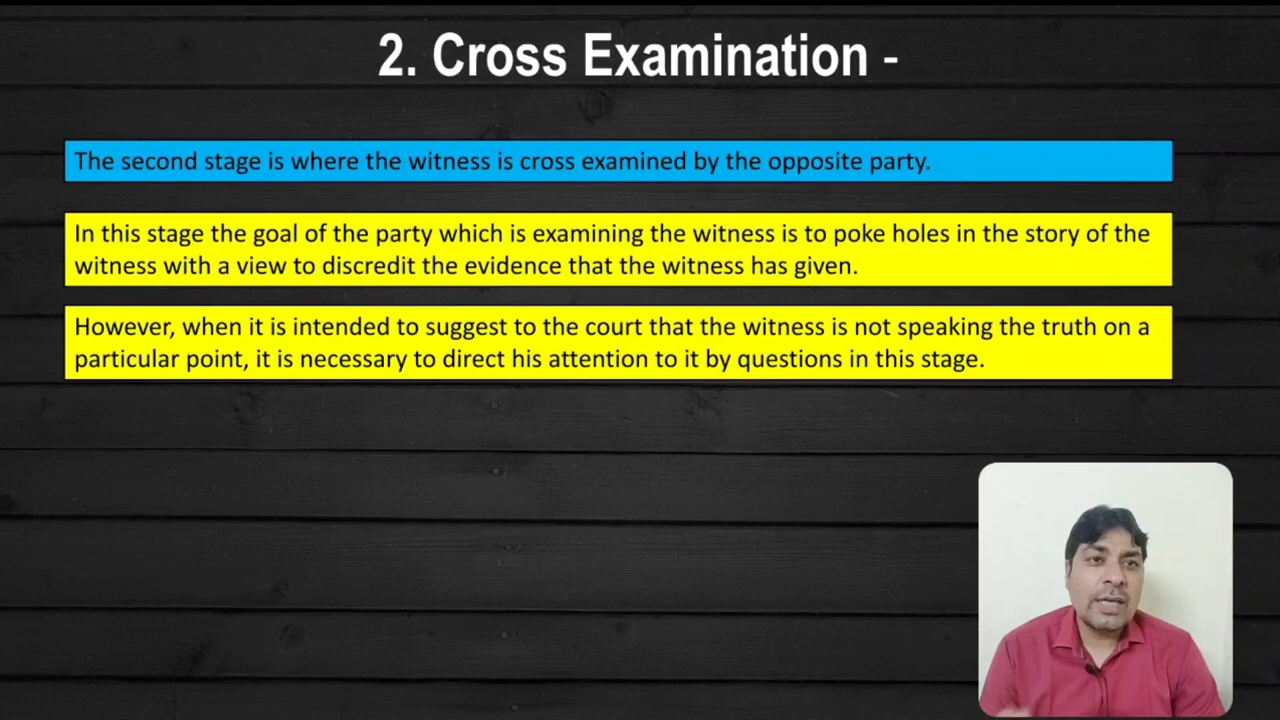 2. Cross Examination -
The second stage is where the witness is cross examined by the opposite party.
In this stage the goal of the party which is examining the witness is to poke holes in the story of the
witness with a view to discredit the evidence that the witness has given.
However, when it is intended to suggest to the court that the witness is not speaking the truth on a
particular point, it is necessary to direct his attention to it by questions in this stage.